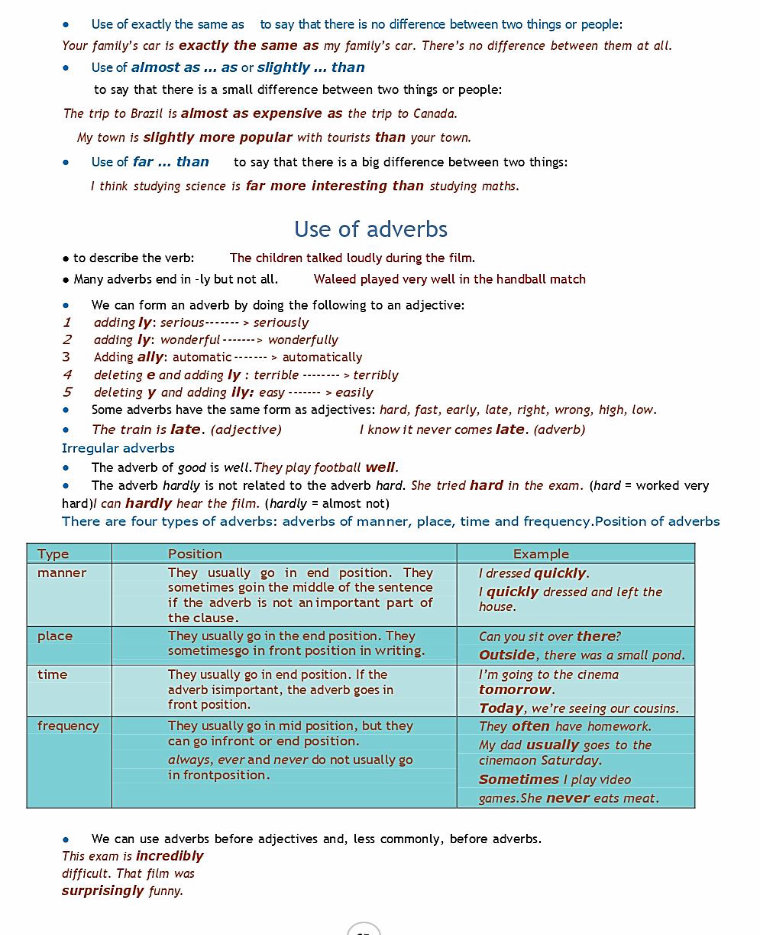 • Use of exactly the same as to say that there is no difference between two things or people:
Your family's car is exactly the same as my family's car. There's no difference between them at all.
• Use of almost as ... as or slightly ... than
to say that there is a small difference between two things or people:
The trip to Brazil is almost as expensive as the trip to Canada.
My town is slightly more popular with tourists than your town.
• Use of far ... than to say that there is a big difference between two things:
I think studying science is far more interesting than studying maths.
Use of adverbs
● to describe the verb: The children talked loudly during the film.
● Many adverbs end in -ly but not all. Waleed played very well in the handball match
• We can form an adverb by doing the following to an adjective:
1 adding ly: serious------- > seriously
2 adding ly: wonderful-------> wonderfully
3 Adding ally: automatic------- > automatically
4 deleting e and adding ly : terrible -------- > terribly
5 deleting y and adding ily: easy ------- > easily
• Some adverbs have the same form as adjectives: hard, fast, early, late, right, wrong, high, low.
• The train is late. (adjective) I know it never comes late. (adverb)
Irregular adverbs
• The adverb of good is well.They play football well.
• The adverb hardly is not related to the adverb hard. She tried hard in the exam. (hard = worked very
hard)I can hardly hear the film. (hardly = almost not)
There are four types of adverbs: adverbs of manner, place, time and frequency.Position of adverbs
Type Position Example
manner They usually go in end position. They I dressed quickly.
sometimes goin the middle of the sentence I quickly dressed and left the
if the adverb is not an important part of house.
the clause.
place They usually go in the end position. They Can you sit over there?
sometimesgo in front position in writing. Outside, there was a small pond.
time They usually go in end position. If the I'm going to the cinema
adverb isimportant, the adverb goes in tomorrow.
front position. Today, we're seeing our cousins.
frequency They usually go in mid position, but they They often have homework.
can go infront or end position. My dad usually goes to the
always, ever and never do not usually go cinemaon Saturday.
in frontposition. Sometimes I play video
games.She never eats meat.
• We can use adverbs before adjectives and, less commonly, before adverbs.
This exam is incredibly
difficult. That film was
surprisingly funny.